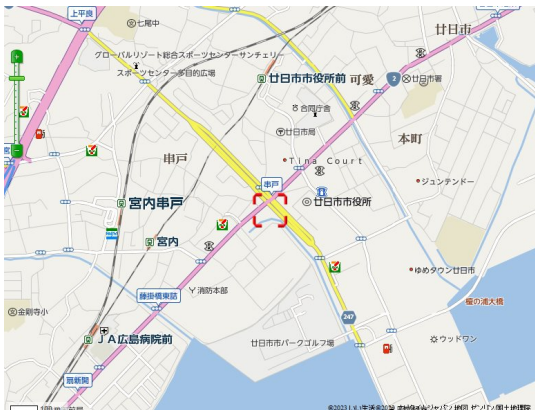 上平良
七尾中
廿日市
グローバルリゾート総合スポーツセンターサンチェリー
スポーツセンター多目的広場
廿日市市役所前
可愛
2
廿日市署
合同庁舎
廿日市局
本町
串戸
Tina Court
ジュンテンドー
串戸
宮内串戸
廿日市市役所
宮内
ゆめタウン廿日市
藤掛橋東詰
消防本部
榎の浦大橋
金剛寺小
247
JA広島病院前
廿日市市パークゴルフ場
ウッドワン
扇新開